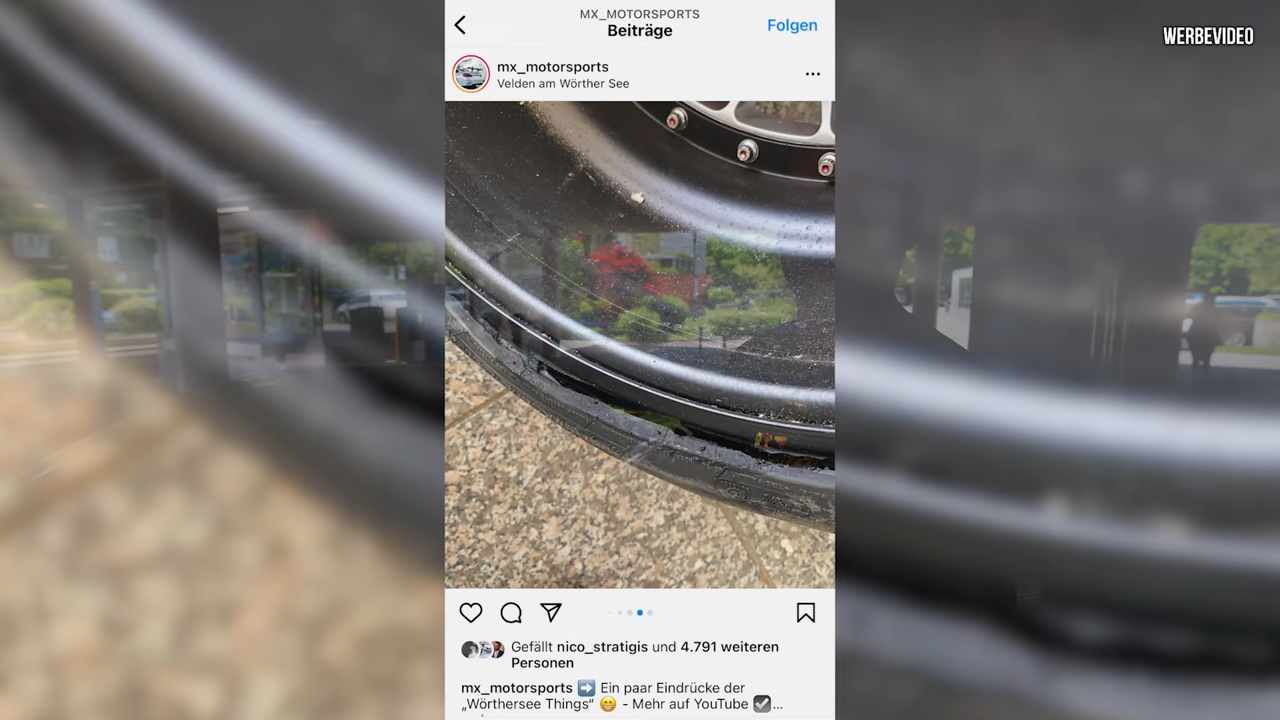 MX_MOTORSPORTS
Beiträge
Folgen
WERBEVIDEO
mx_motorsports
Velden am Wörther See
Gefällt nico_stratigis und 4.791 weiteren
Personen
mx_motorsports ➡️ Ein paar Eindrücke der
„Wörthersee Things“ 😁 - Mehr auf YouTube ☑️...